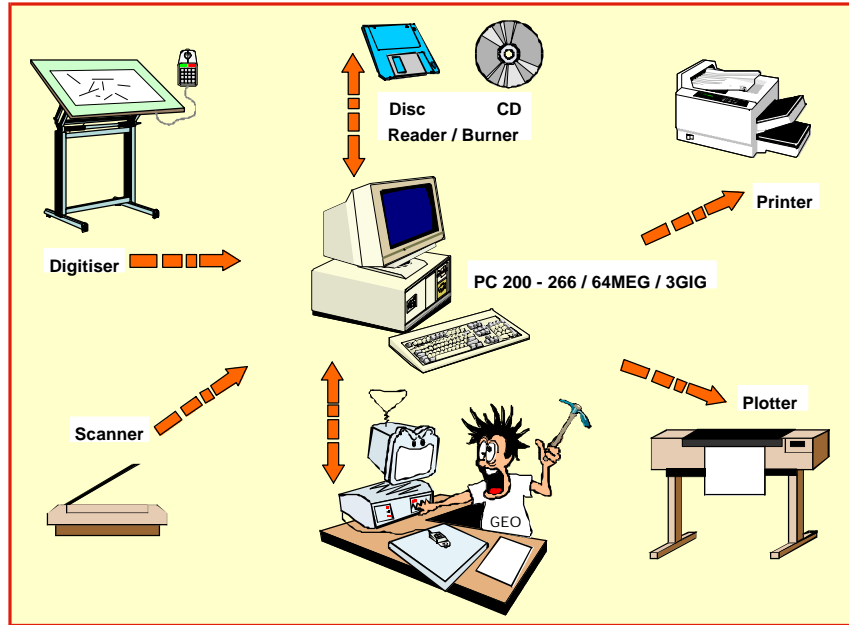 Disc CD
Reader / Burner
Printer
Digitiser
PC 200 - 266 / 64MEG / 3GIG
Plotter
Scanner
GEO